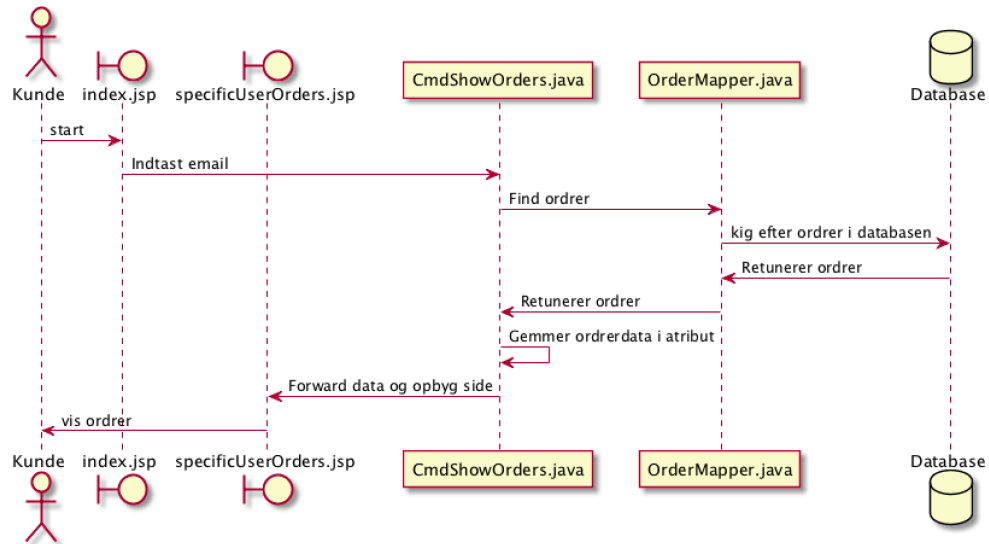 Kunde
index.jsp
specificUserOrders.jsp
CmdShowOrders.java
OrderMapper.java
Database
start
Indtast email
Find ordrer
kig efter ordrer i databasen
Retunerer ordrer
Retunerer ordrer
Gemmer ordrerdata i atribut
Forward data og opbyg side
vis ordrer
Kunde
index.jsp
specificUserOrders.jsp
CmdShowOrders.java
OrderMapper.java
Database